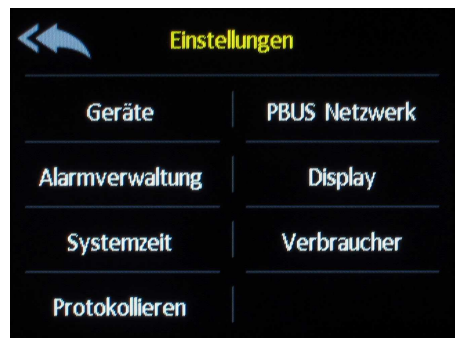 Einstellungen
Geräte
PBUS Netzwerk
Alarmverwaltung
Display
Systemzeit
Verbraucher
Protokollieren